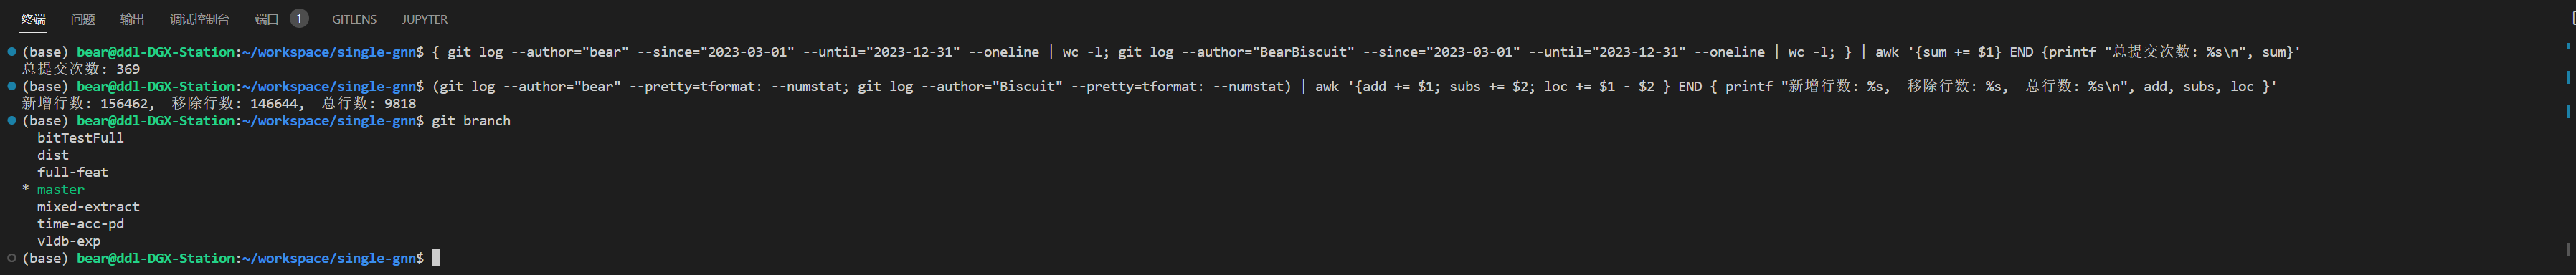 终端 问题 输出 调试控制台 端口 1 GITLENS JUPYTER
(base) bear@ddl-DGX-Station:~/workspace/single-gnn$ { git log --author="bear" --since="2023-03-01" --until="2023-12-31" --oneline | wc -l; git log --author="BearBiscuit" --since="2023-03-01" --until="2023-12-31" --oneline | wc -l; } | awk '{sum += $1} END {printf "总提交次数: %s\n", sum}'
总提交次数: 369
(base) bear@ddl-DGX-Station:~/workspace/single-gnn$ (git log --author="bear" --pretty=tformat: --numstat; git log --author="Biscuit" --pretty=tformat: --numstat) | awk '{add += $1; subs += $2; loc += $1 - $2 } END { printf "新增行数: %s, 移除行数: %s, 总行数: %s\n", add, subs, loc }'
新增行数: 156462, 移除行数: 146644, 总行数: 9818
(base) bear@ddl-DGX-Station:~/workspace/single-gnn$ git branch
bitTestFull
dist
full-feat
* master
mixed-extract
time-acc-pd
vldb-exp
(base) bear@ddl-DGX-Station:~/workspace/single-gnn$